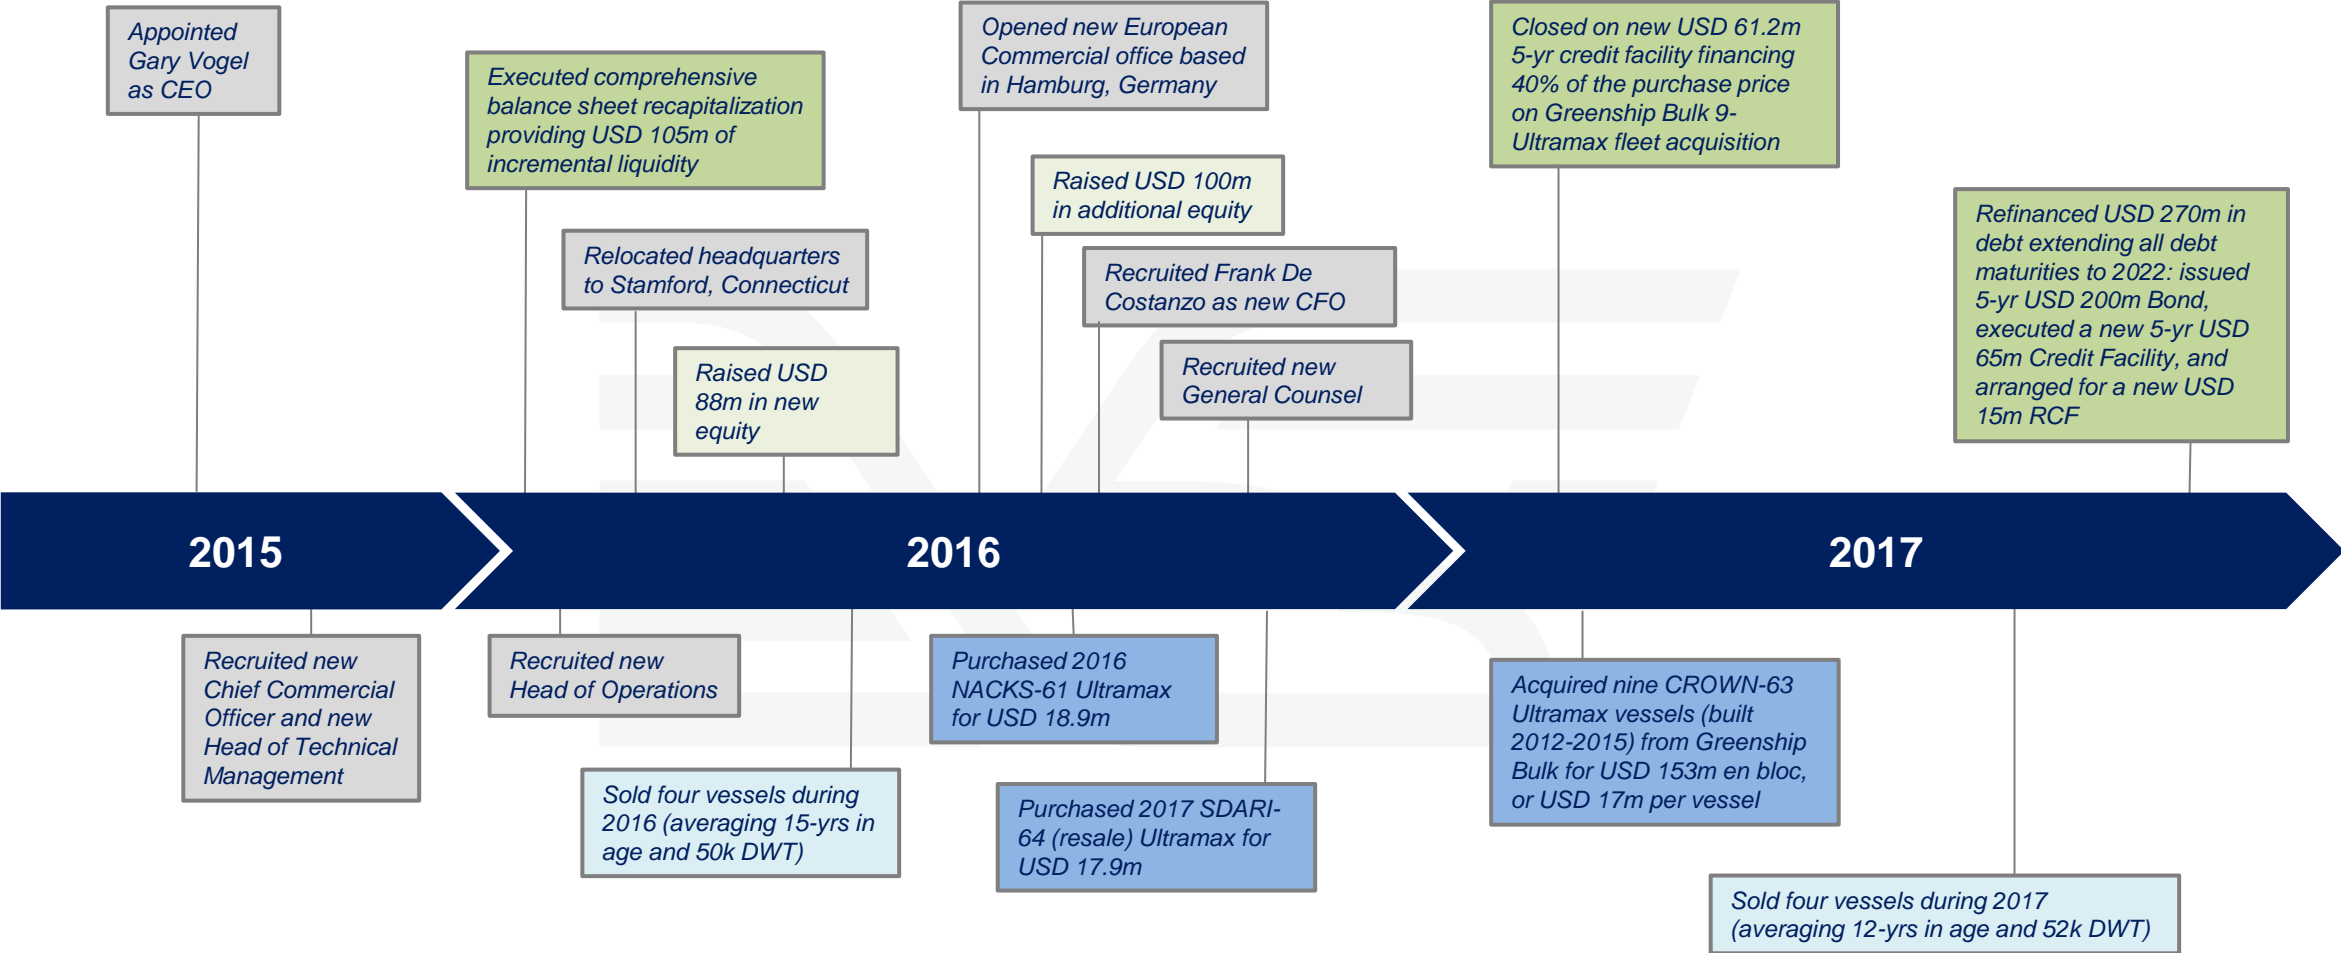 Appointed
Gary Vogel
as CEO
Executed comprehensive
balance sheet recapitalization
providing USD 105m of
incremental liquidity
Relocated headquarters
to Stamford, Connecticut
Raised USD
88m in new
equity
Opened new European
Commercial office based
in Hamburg, Germany
Raised USD 100m
in additional equity
Recruited Frank De
Costanzo as new CFO
Recruited new
General Counsel
Closed on new USD 61.2m
5-yr credit facility financing
40% of the purchase price
on Greenship Bulk 9-
Ultramax fleet acquisition
Refinanced USD 270m in
debt extending all debt
maturities to 2022: issued
5-yr USD 200m Bond,
executed a new 5-yr USD
65m Credit Facility, and
arranged for a new USD
15m RCF
2015
2016
2017
Recruited new
Chief Commercial
Officer and new
Head of Technical
Management
Recruited new
Head of Operations
Sold four vessels during
2016 (averaging 15-yrs in
age and 50k DWT)
Purchased 2016
NACKS-61 Ultramax
for USD 18.9m
Purchased 2017 SDARI-
64 (resale) Ultramax for
USD 17.9m
Acquired nine CROWN-63
Ultramax vessels (built
2012-2015) from Greenship
Bulk for USD 153m en bloc,
or USD 17m per vessel
Sold four vessels during 2017
(averaging 12-yrs in age and 52k DWT)